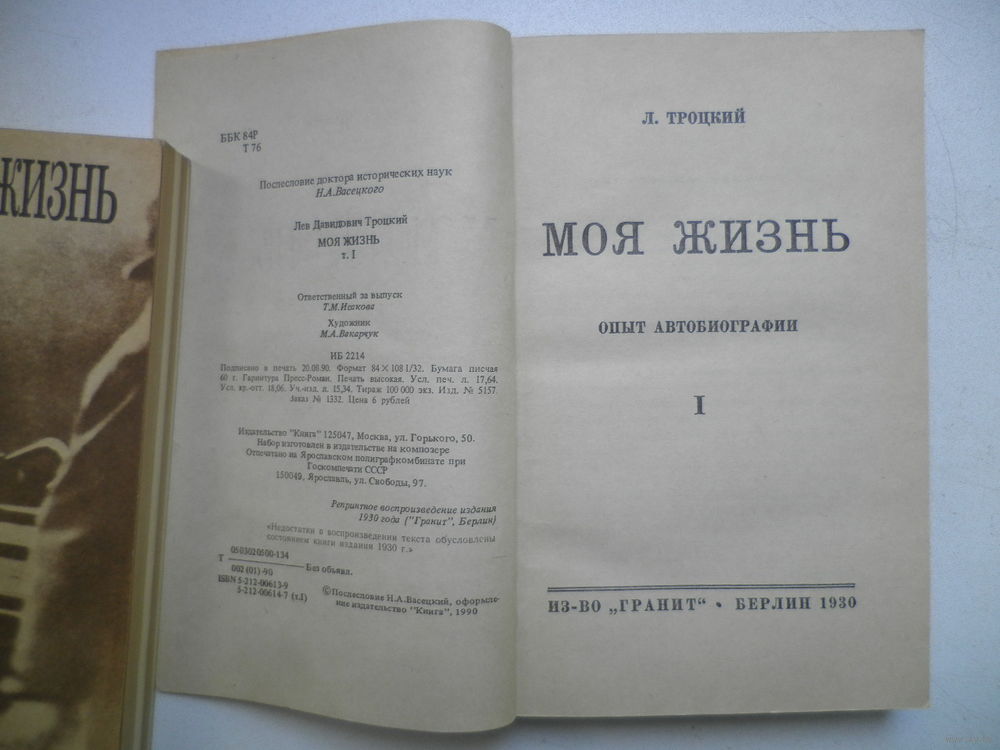 ЖИЗНЬ
ББК 84Р
Т 76
Послесловие доктора исторических наук
Н.А.Васецкого
Лев Давидович Троцкий
МОЯ ЖИЗНЬ
т. I
Ответственный за выпуск
Т.М.Исакова
Художник
М.А.Вакарчук
ИБ 2214
Подписано в печать 20.08.90. Формат 84×108 1/32. Бумага писчая
60 г. Гарнитура Пресс-Роман. Печать высокая. Усл. печ. л. 17,64.
Усл. кр.-отт. 18,06. Уч.-изд. л. 15,34. Тираж 100 000 экз. Изд. № 5157.
Заказ № 1332. Цена 6 рублей
Издательство "Книга" 125047, Москва, ул. Горького, 50.
Набор изготовлен в издательстве на композере
Отпечатано на Ярославском полиграфкомбинате при
Госкомпечати СССР
150049, Ярославль, ул. Свободы, 97.
Репринтное воспроизведение издания
1930 года ("Гранит", Берлин)
«Недостатки в воспроизведении текста обусловлены
состоянием книги издания 1930 г.»
0503020500-134
Т Без объявл.
002 (01)-90
ISBN 5-212-00613-9
5-212-00614-7 (т.I)
©Послесловие Н.А.Васецкий, оформле-
ние издательство "Книга", 1990
Л. ТРОЦКИЙ
МОЯ ЖИЗНЬ
ОПЫТ АВТОБИОГРАФИИ
I
ИЗ-ВО „ГРАНИТ“ • БЕРЛИН 1930